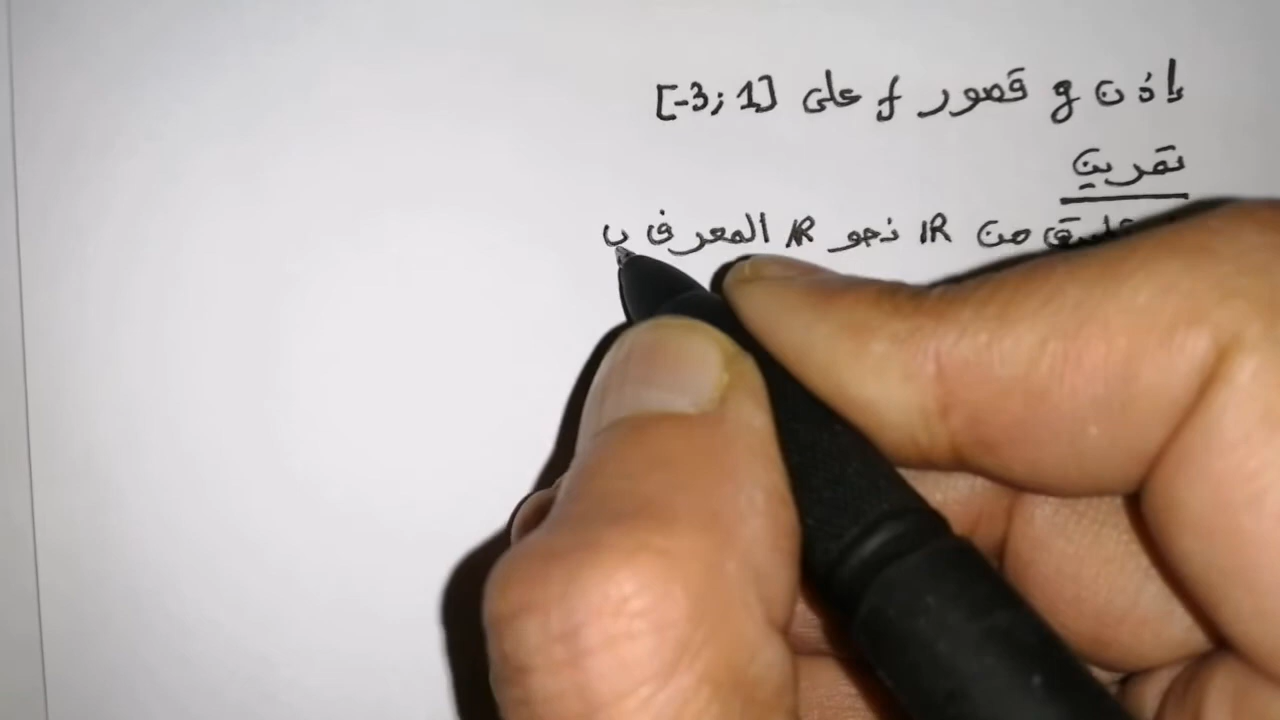 إذن g قصور f على [-3; 1]
تمرين
من IR نحو IR المعرف ب